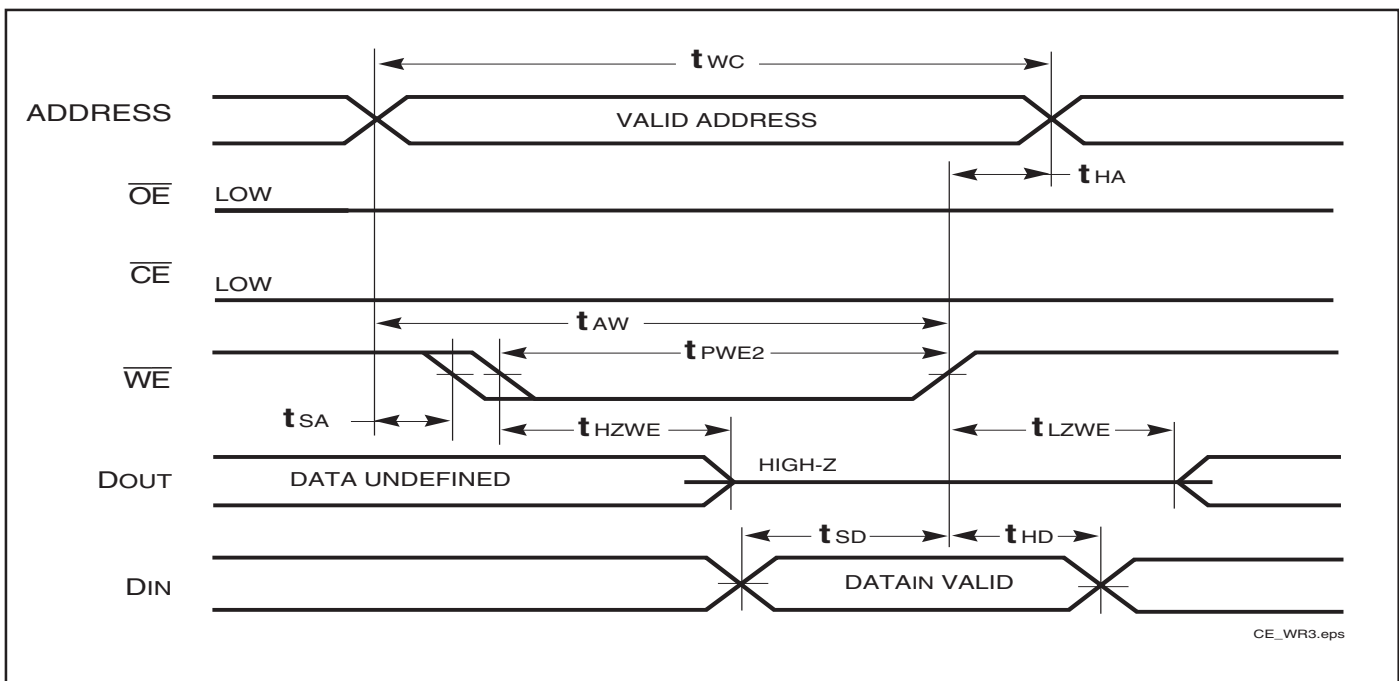 tWC
ADDRESS
VALID ADDRESS
tHA
OE
LOW
CE
LOW
tAW
tPWE2
WE
tSA
tHZWE
tLZWE
DOUT
DATA UNDEFINED
HIGH-Z
tSD
tHD
DIN
DATAIN VALID
CE_WR3.eps